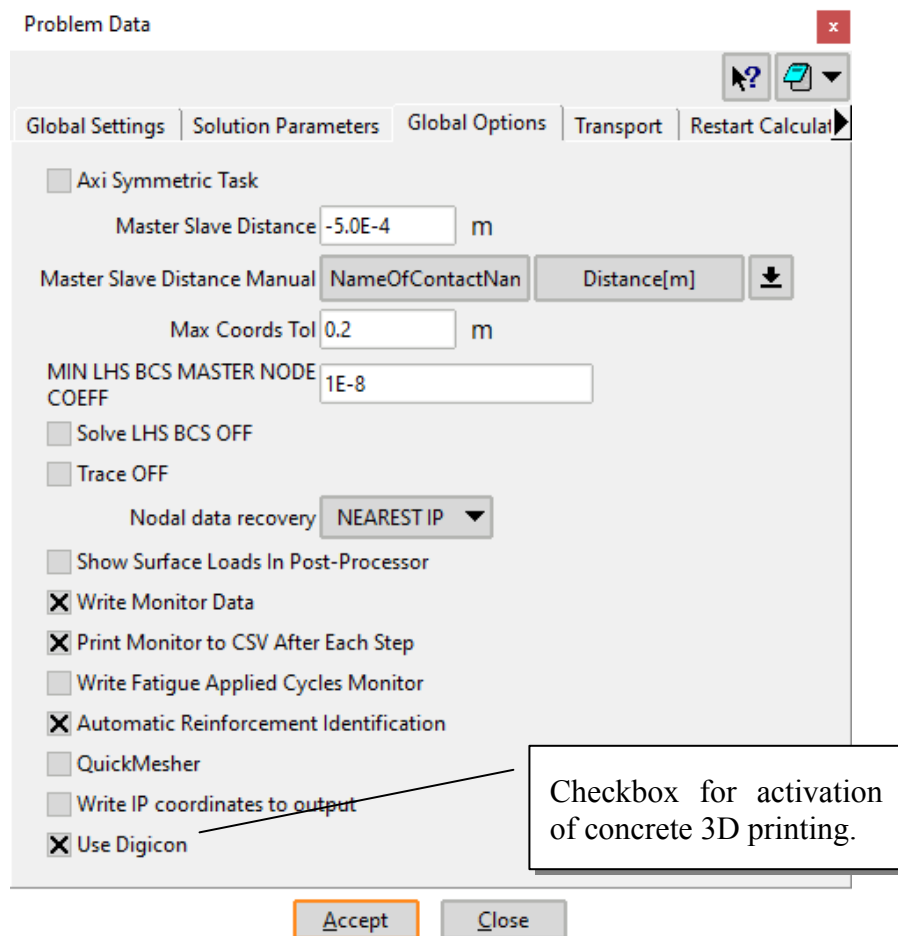 Problem Data
x
?
Global Settings Solution Parameters Global Options Transport Restart Calculat
Axi Symmetric Task
Master Slave Distance -5.0E-4 m
Master Slave Distance Manual NameOfContactNan Distance[m]
Max Coords Tol 0.2 m
MIN LHS BCS MASTER NODE
COEFF
1E-8
Solve LHS BCS OFF
Trace OFF
Nodal data recovery NEAREST IP
Show Surface Loads In Post-Processor
Write Monitor Data
Print Monitor to CSV After Each Step
Write Fatigue Applied Cycles Monitor
Automatic Reinforcement Identification
QuickMesher
Write IP coordinates to output
Use Digicon
Checkbox for activation
of concrete 3D printing.
Accept Close